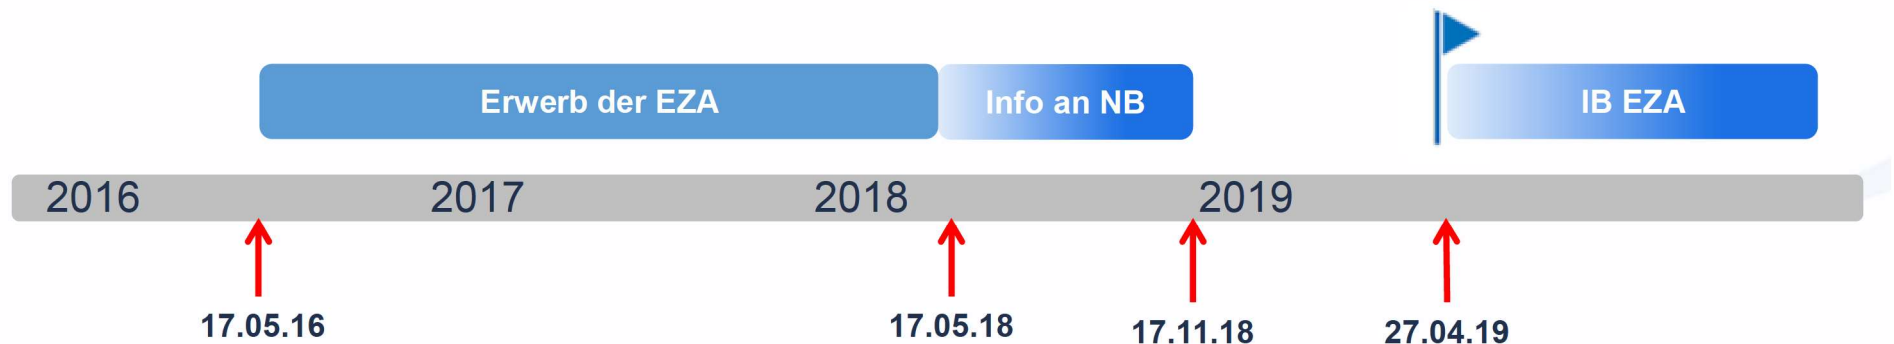 Erwerb der EZA
Info an NB
IB EZA
2016
2017
2018
2019
17.05.16
17.05.18
17.11.18
27.04.19